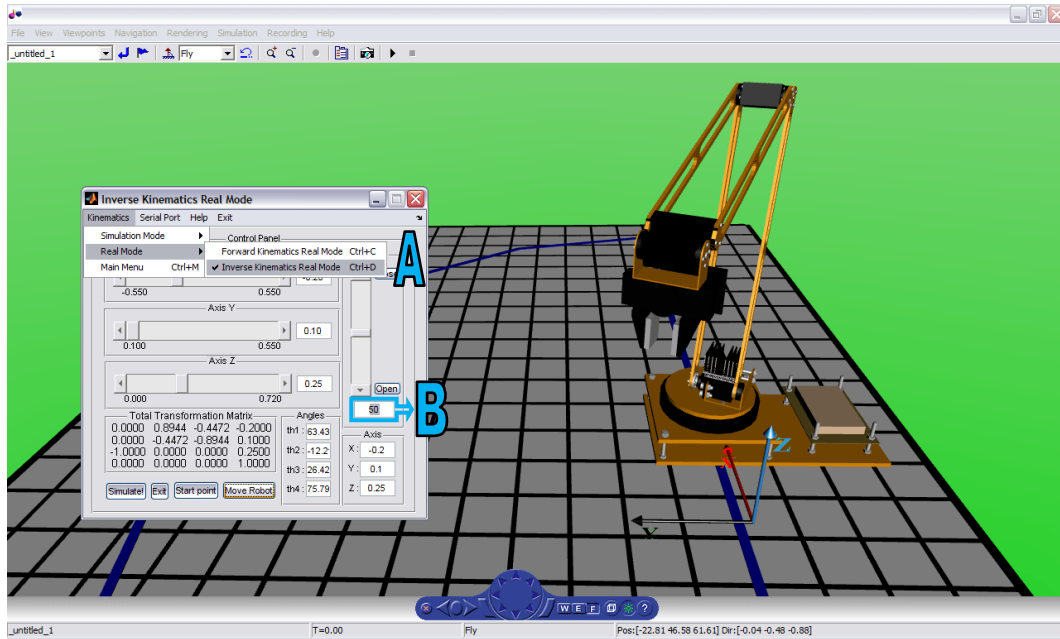 File View Viewpoints Navigation Rendering Simulation Recording Help
_untitled_1 Fly
Inverse Kinematics Real Mode
Kinematics Serial Port Help Exit
Simulation Mode
Real Mode
Main Menu Ctrl+M
Control Panel
Forward Kinematics Real Mode Ctrl+C
✓ Inverse Kinematics Real Mode Ctrl+D
A
-0.550 0.550
Axis Y
0.10
0.100 0.550
Axis Z
0.25
0.000 0.720
Open
50
B
Total Transformation Matrix
0.0000 0.8944 -0.4472 -0.2000
0.0000 -0.4472 -0.8944 0.1000
-1.0000 0.0000 0.0000 0.2500
0.0000 0.0000 0.0000 1.0000
Angles
th1 : 63.43
th2 : -12.2
th3 : 26.42
th4 : 75.79
Axis
X : -0.2
Y : 0.1
Z : 0.25
Simulate! Exit Start point Move Robot
Z
Y
W E F ?
_untitled_1 T=0.00 Fly Pos:[-22.81 46.58 61.61] Dir:[-0.04 -0.48 -0.88]